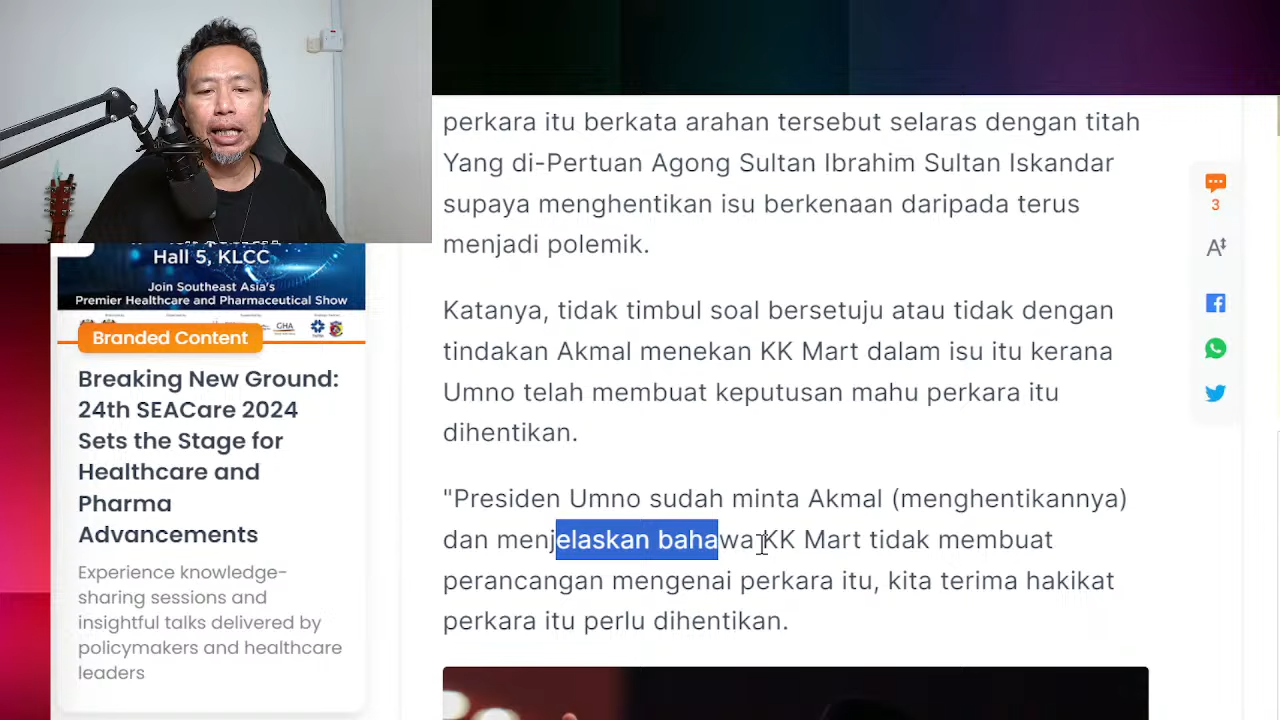 perkara itu berkata arahan tersebut selaras dengan titah
Yang di-Pertuan Agong Sultan Ibrahim Sultan Iskandar
supaya menghentikan isu berkenaan daripada terus
menjadi polemik.
Katanya, tidak timbul soal bersetuju atau tidak dengan
tindakan Akmal menekan KK Mart dalam isu itu kerana
Umno telah membuat keputusan mahu perkara itu
dihentikan.
"Presiden Umno sudah minta Akmal (menghentikannya)
dan menjelaskan bahawa KK Mart tidak membuat
perancangan mengenai perkara itu, kita terima hakikat
perkara itu perlu dihentikan.
3
A
Hall 5, KLCC
Join Southeast Asia's
Premier Healthcare and Pharmaceutical Show
GHA
Branded Content
Breaking New Ground:
24th SEACare 2024
Sets the Stage for
Healthcare and
Pharma
Advancements
Experience knowledge-
sharing sessions and
insightful talks delivered by
policymakers and healthcare
leaders